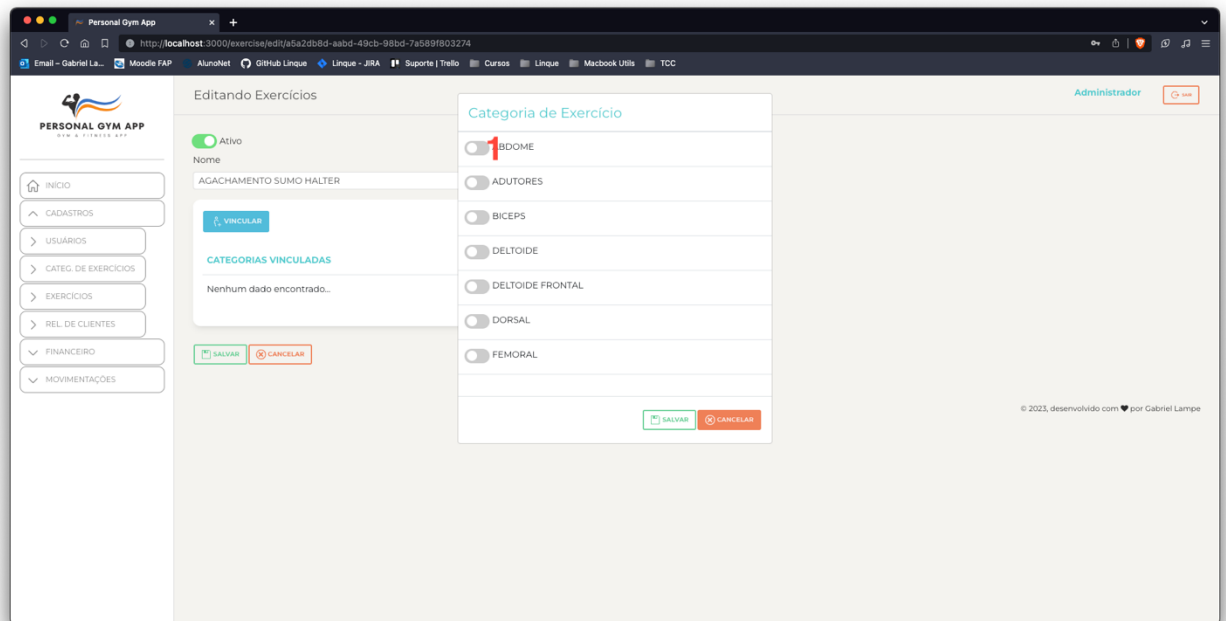 Personal Gym App
http://localhost:3000/exercise/edit/a5a2db8d-aabd-49cb-98bd-7a589f803274
Email – Gabriel La... Moodle FAP AlunoNet GitHub Linque Linque - JIRA Suporte | Trello Cursos Linque Macbook Utils TCC
PERSONAL GYM APP
GYM & FITNESS APP
INÍCIO
CADASTROS
USUÁRIOS
CATEG. DE EXERCÍCIOS
EXERCÍCIOS
REL. DE CLIENTES
FINANCEIRO
MOVIMENTAÇÕES
Editando Exercícios
Administrador
SAIR
Ativo
Nome
AGACHAMENTO SUMO HALTER
VINCULAR
CATEGORIAS VINCULADAS
Nenhum dado encontrado...
SALVAR CANCELAR
Categoria de Exercício
1
BDOME
ADUTORES
BICEPS
DELTOIDE
DELTOIDE FRONTAL
DORSAL
FEMORAL
SALVAR CANCELAR
© 2023, desenvolvido com ♥ por Gabriel Lampe